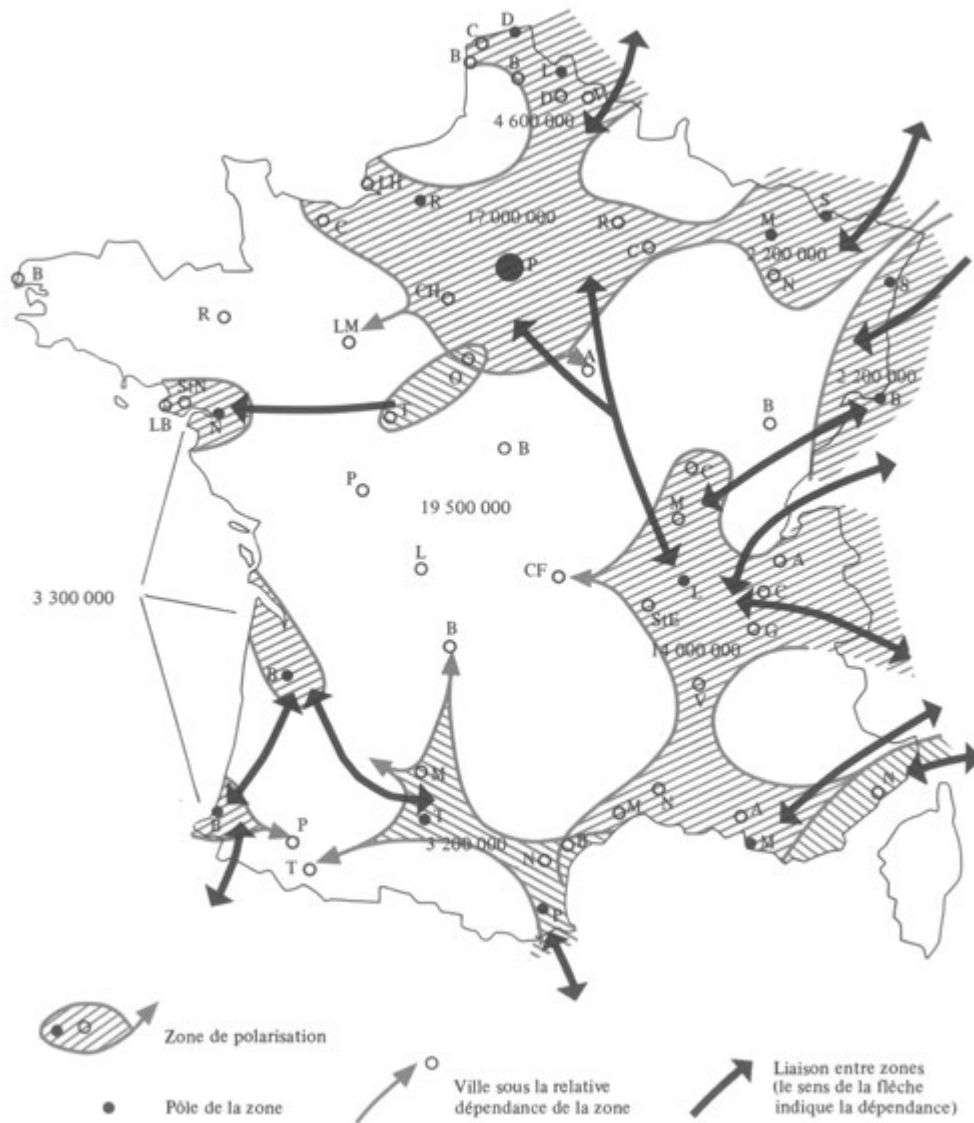 D
C
B
B
L
D
V
4 600 000
LH
R
C
17 000 000
R
M
S
2 200 000
C
P
N
S
B
CH
R
LM
A
O
2 200 000
StN
T
B
LB
N
B
B
P
C
19 500 000
M
L
A
CF
L
C
3 300 000
StE
G
B
14 000 000
B
V
M
N
N
T
M
A
B
P
3 200 000
B
M
T
N
P
Zone de polarisation
Pôle de la zone
Ville sous la relative
dépendance de la zone
Liaison entre zones
(le sens de la flèche
indique la dépendance)